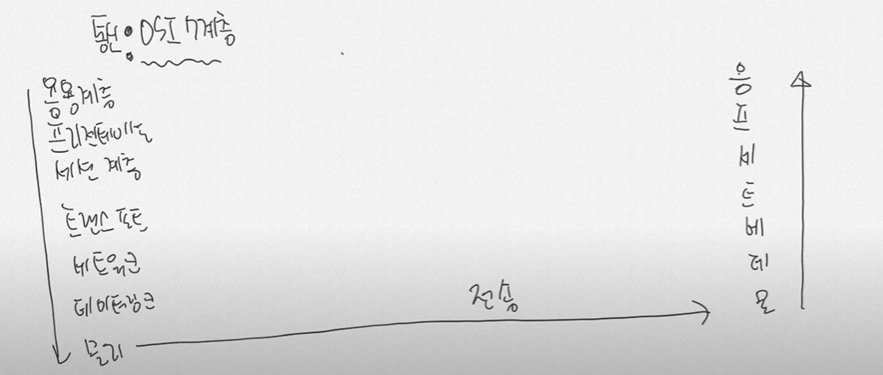 통신: OSI 7계층
응용계층
프리젠테이션
세션 계층
트랜스포트
네트워크
데이터링크
물리
전송
응
프
세
트
네
데
물